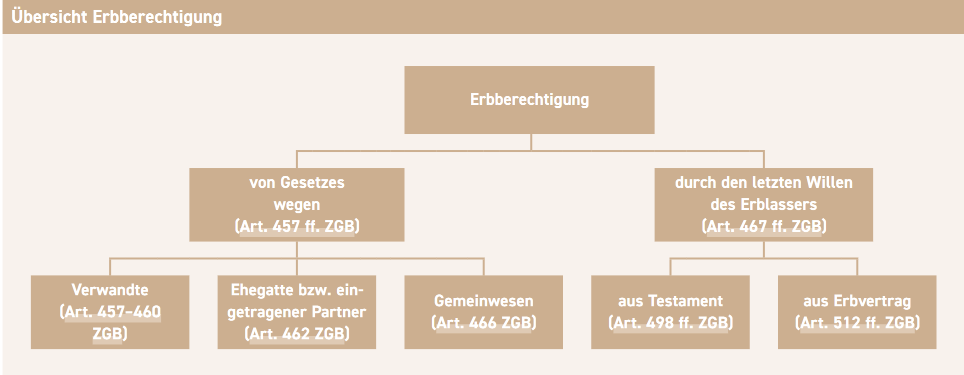 Übersicht Erbberechtigung
Erbberechtigung
von Gesetzes
wegen
(Art. 457 ff. ZGB)
durch den letzten Willen
des Erblassers
(Art. 467 ff. ZGB)
Verwandte
(Art. 457–460
ZGB)
Ehegatte bzw. ein-
getragener Partner
(Art. 462 ZGB)
Gemeinwesen
(Art. 466 ZGB)
aus Testament
(Art. 498 ff. ZGB)
aus Erbvertrag
(Art. 512 ff. ZGB)